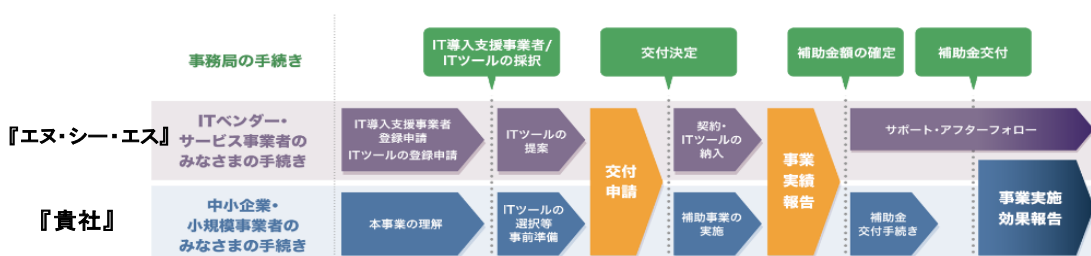 事務局の手続き
IT導入支援事業者/
ITツールの採択
交付決定
補助金額の確定
補助金交付
『エヌ・シー・エス』
ITベンダー・
サービス事業者の
みなさまの手続き
IT導入支援事業者
登録申請
ITツールの登録申請
ITツールの
提案
交付
申請
契約・
ITツールの
納入
事業
実績
報告
サポート・アフターフォロー
『貴社』
中小企業・
小規模事業者の
みなさまの手続き
本事業の理解
ITツールの
選択等
事前準備
補助事業の
実施
補助金
交付手続き
事業実施
効果報告